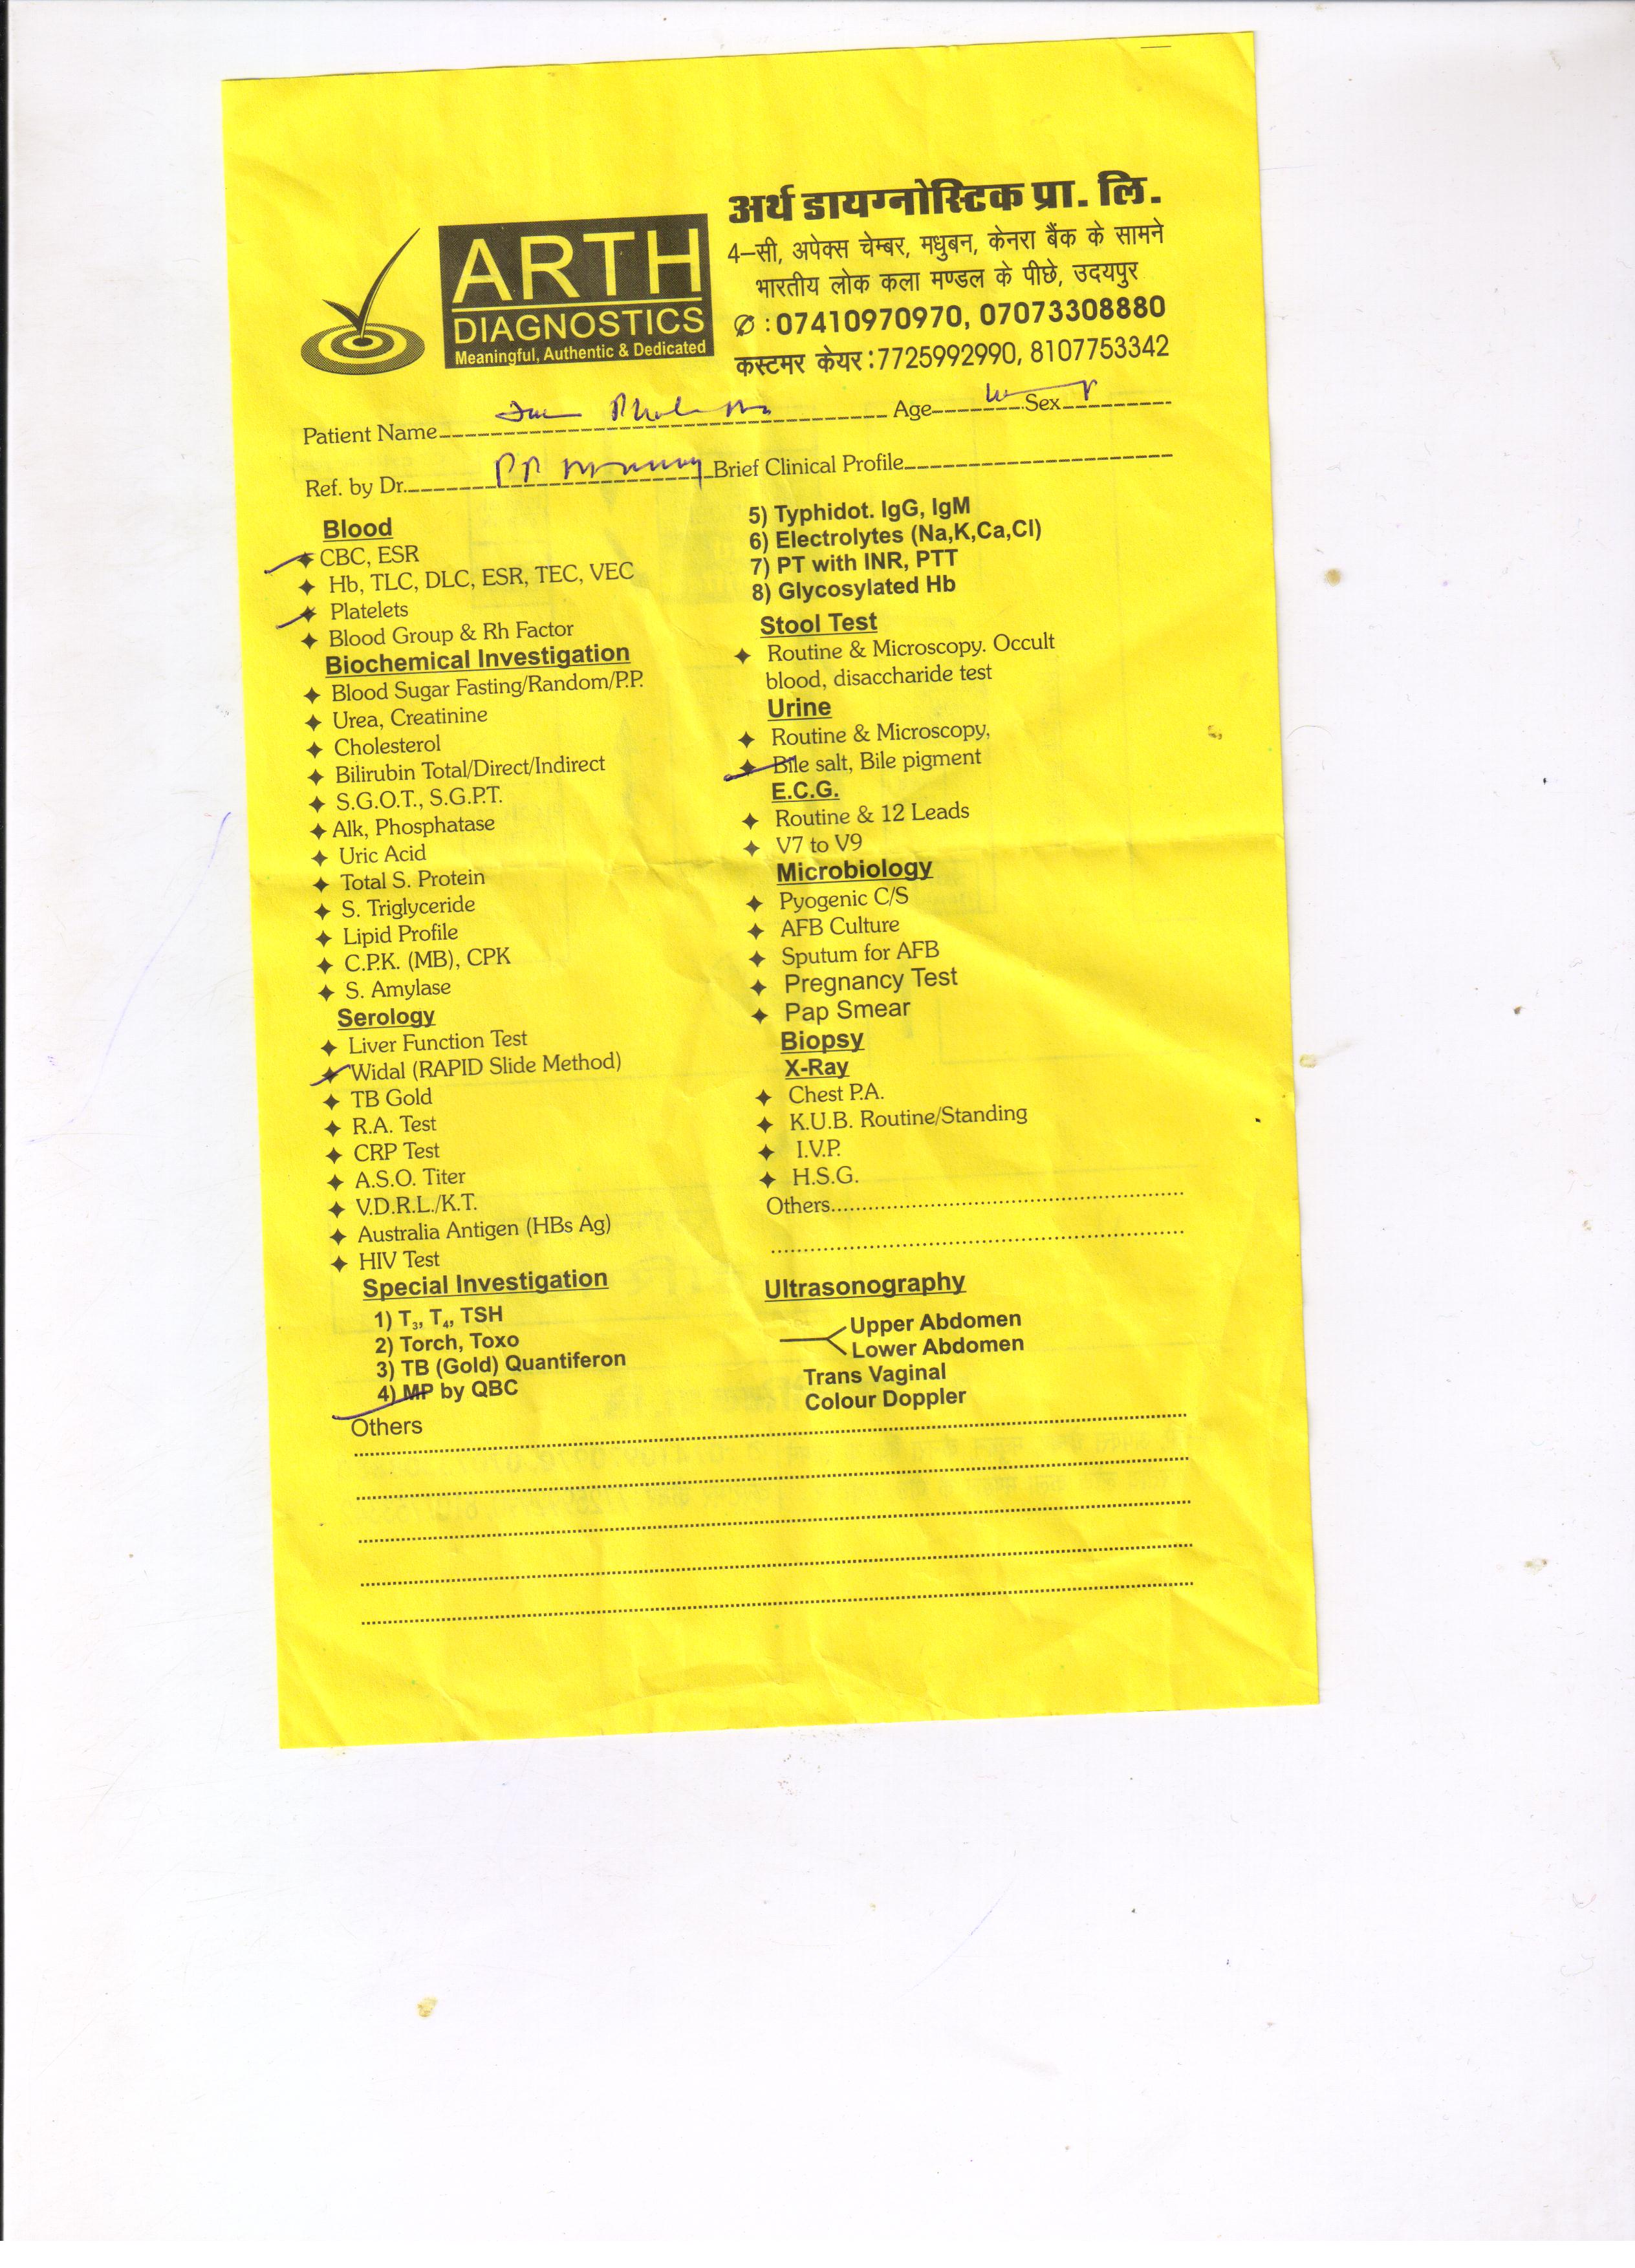 ARTH
DIAGNOSTICS
Meaningful, Authentic & Dedicated
अर्थ डायग्नोस्टिक प्रा. लि.
4–सी, अपेक्स चेम्बर, मधुबन, केनरा बैंक के सामने
भारतीय लोक कला मण्डल के पीछे, उदयपुर
✆ : 07410970970, 07073308880
कस्टमर केयर : 7725992990, 8107753342
Patient Name Age Sex
Ref. by Dr. Brief Clinical Profile
Blood
CBC, ESR
Hb, TLC, DLC, ESR, TEC, VEC
Platelets
Blood Group & Rh Factor
Biochemical Investigation
Blood Sugar Fasting/Random/P.P.
Urea, Creatinine
Cholesterol
Bilirubin Total/Direct/Indirect
S.G.O.T., S.G.P.T.
Alk, Phosphatase
Uric Acid
Total S. Protein
S. Triglyceride
Lipid Profile
C.P.K. (MB), CPK
S. Amylase
Serology
Liver Function Test
Widal (RAPID Slide Method)
TB Gold
R.A. Test
CRP Test
A.S.O. Titer
V.D.R.L./K.T.
Australia Antigen (HBs Ag)
HIV Test
Special Investigation
1) T₃, T₄, TSH
2) Torch, Toxo
3) TB (Gold) Quantiferon
4) MP by QBC
Others
5) Typhidot. IgG, IgM
6) Electrolytes (Na,K,Ca,Cl)
7) PT with INR, PTT
8) Glycosylated Hb
Stool Test
Routine & Microscopy. Occult
blood, disaccharide test
Urine
Routine & Microscopy,
Bile salt, Bile pigment
E.C.G.
Routine & 12 Leads
V7 to V9
Microbiology
Pyogenic C/S
AFB Culture
Sputum for AFB
Pregnancy Test
Pap Smear
Biopsy
X-Ray
Chest P.A.
K.U.B. Routine/Standing
I.V.P.
H.S.G.
Others
Ultrasonography
Upper Abdomen
Lower Abdomen
Trans Vaginal
Colour Doppler